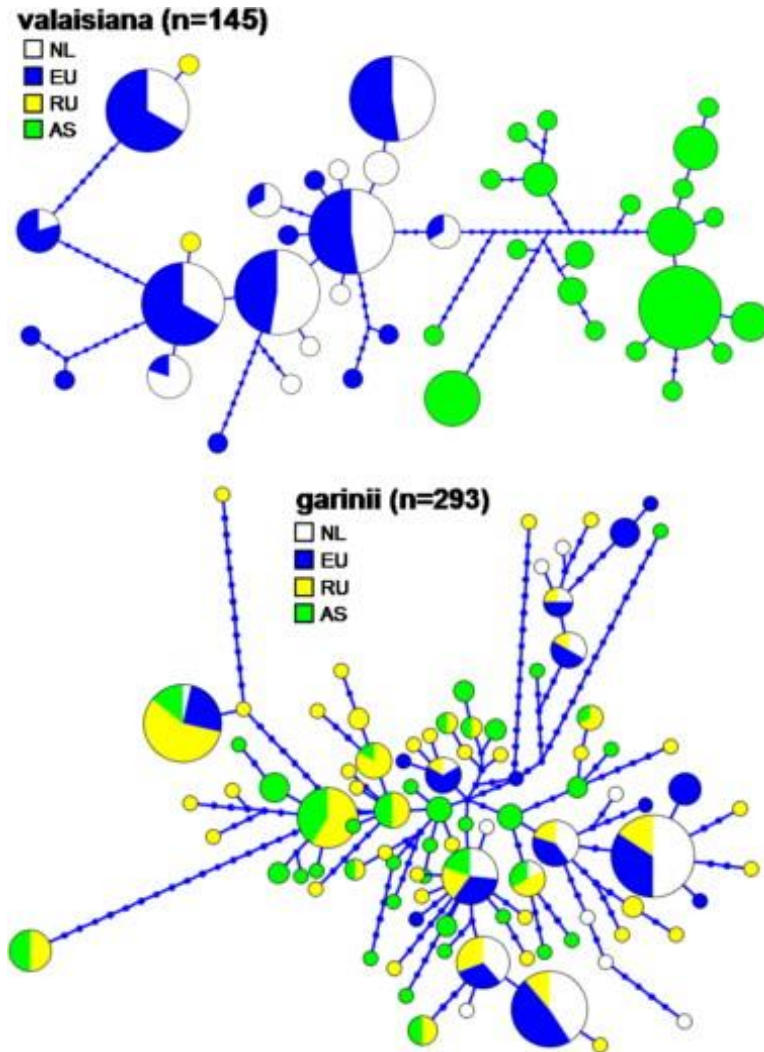 valaisiana (n=145)
NL
EU
RU
AS
garinii (n=293)
NL
EU
RU
AS